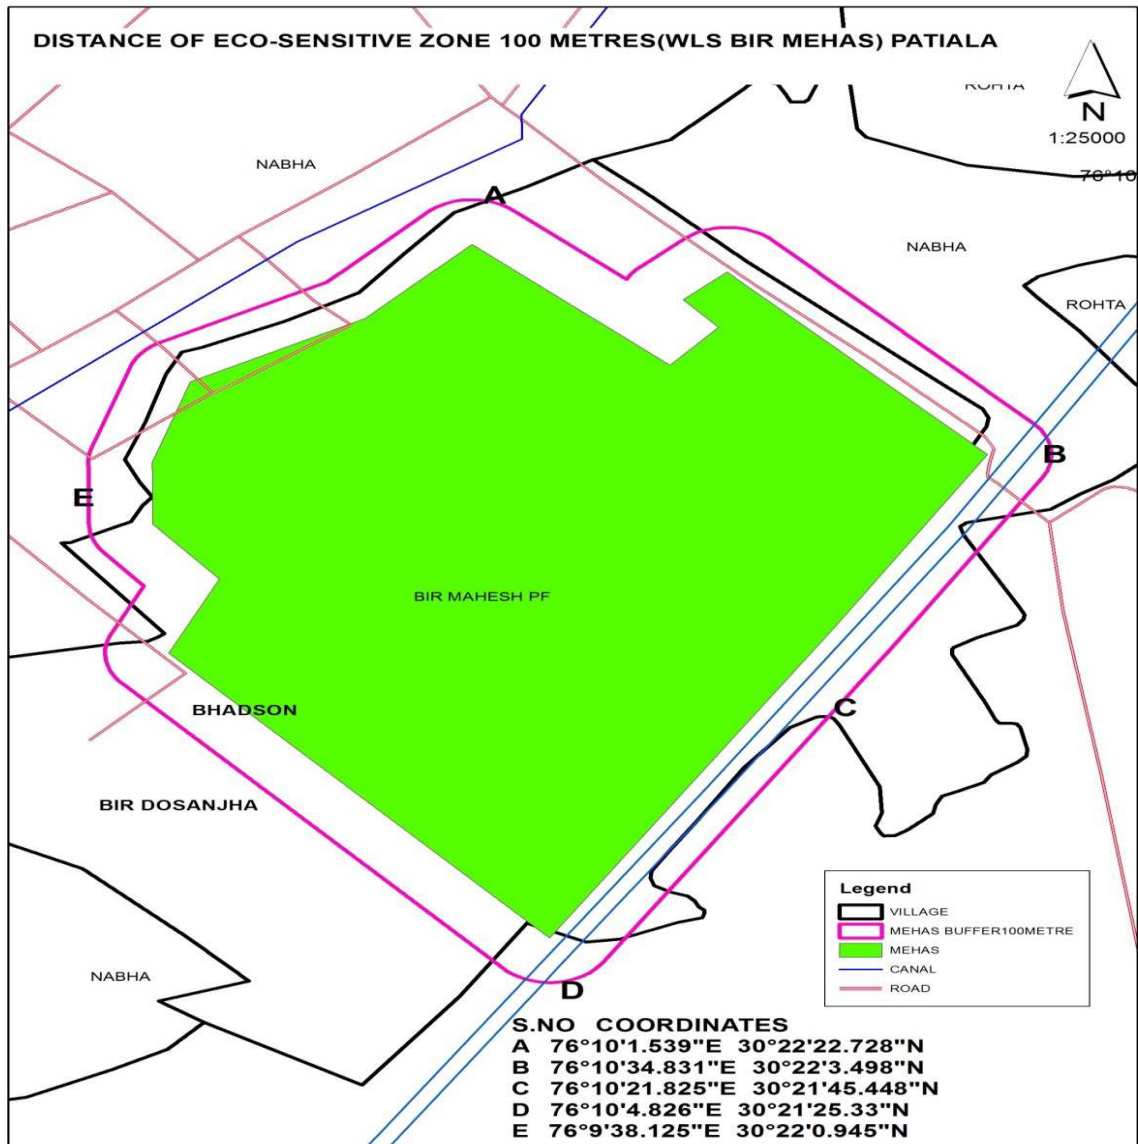 DISTANCE OF ECO-SENSITIVE ZONE 100 METRES(WLS BIR MEHAS) PATIALA
ROHTA
N
1:25000
76°10
NABHA
A
NABHA
ROHTA
B
E
BIR MAHESH PF
BHADSON
C
BIR DOSANJHA
Legend
VILLAGE
MEHAS BUFFER100METRE
MEHAS
CANAL
ROAD
NABHA
D
S.NO COORDINATES
A 76°10'1.539"E 30°22'22.728"N
B 76°10'34.831"E 30°22'3.498"N
C 76°10'21.825"E 30°21'45.448"N
D 76°10'4.826"E 30°21'25.33"N
E 76°9'38.125"E 30°22'0.945"N